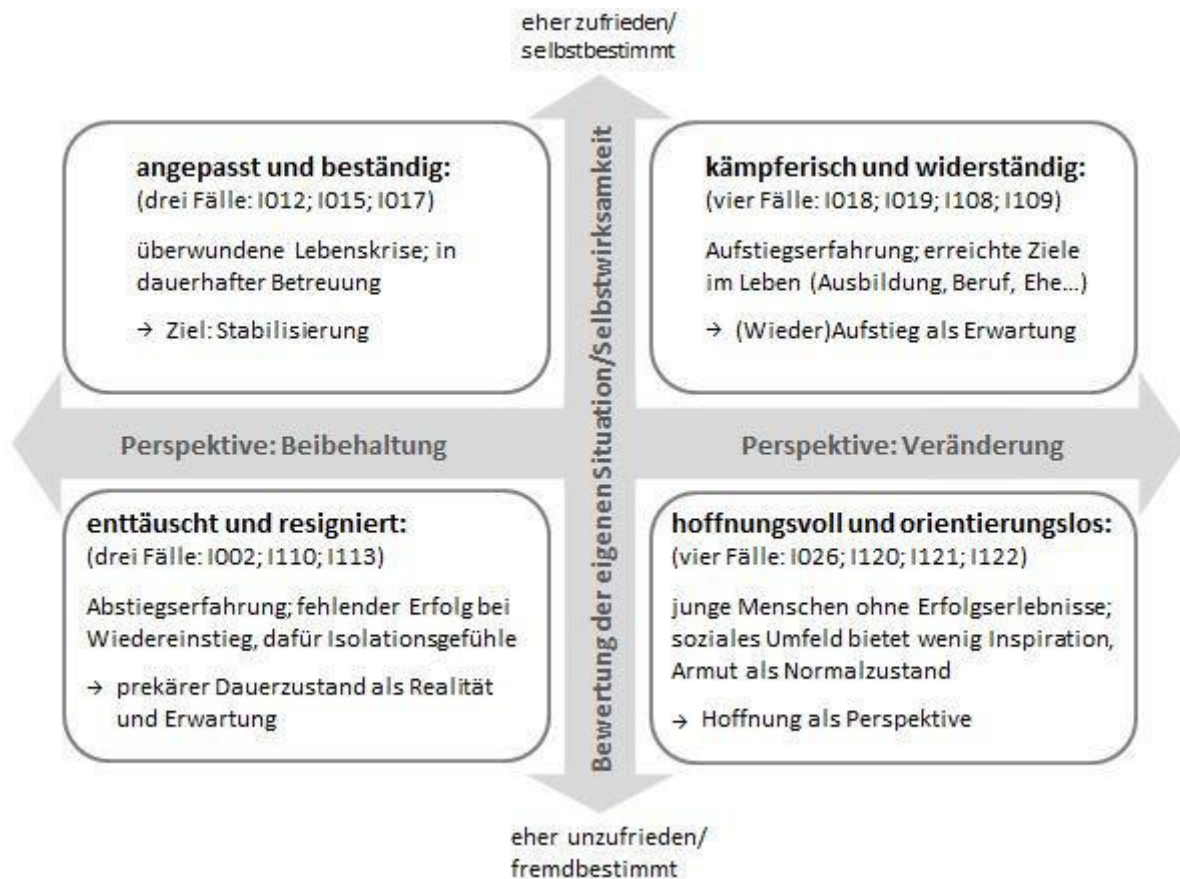 eher zufrieden/
selbstbestimmt
angepasst und beständig:
(drei Fälle: I012; I015; I017)
überwundene Lebenskrise; in
dauerhafter Betreuung
→ Ziel: Stabilisierung
kämpferisch und widerständig:
(vier Fälle: I018; I019; I108; I109)
Aufstiegserfahrung; erreichte Ziele
im Leben (Ausbildung, Beruf, Ehe...)
→ (Wieder)Aufstieg als Erwartung
Bewertung der eigenen Situation/Selbstwirksamkeit
Perspektive: Beibehaltung
Perspektive: Veränderung
enttäuscht und resigniert:
(drei Fälle: I002; I110; I113)
Abstiegserfahrung; fehlender Erfolg bei
Wiedereinstieg, dafür Isolationsgefühle
→ prekärer Dauerzustand als Realität
und Erwartung
hoffnungsvoll und orientierungslos:
(vier Fälle: I026; I120; I121; I122)
junge Menschen ohne Erfolgserlebnisse;
soziales Umfeld bietet wenig Inspiration,
Armut als Normalzustand
→ Hoffnung als Perspektive
eher unzufrieden/
fremdbestimmt